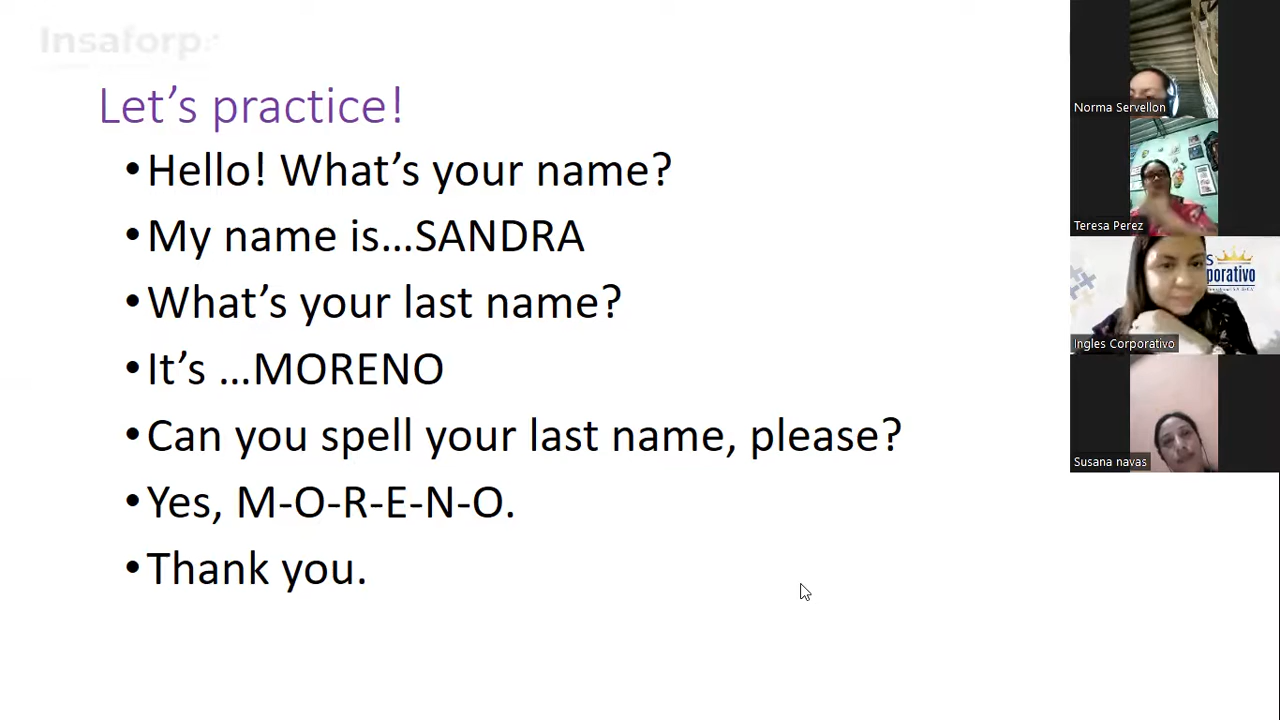 Insaforp
Let's practice!
•Hello! What's your name?
•My name is...SANDRA
•What's your last name?
•It's ...MORENO
•Can you spell your last name, please?
•Yes, M-O-R-E-N-O.
•Thank you.
Norma Servellon
Teresa Perez
S
porativo
Ingles Corporativo
Susana navas